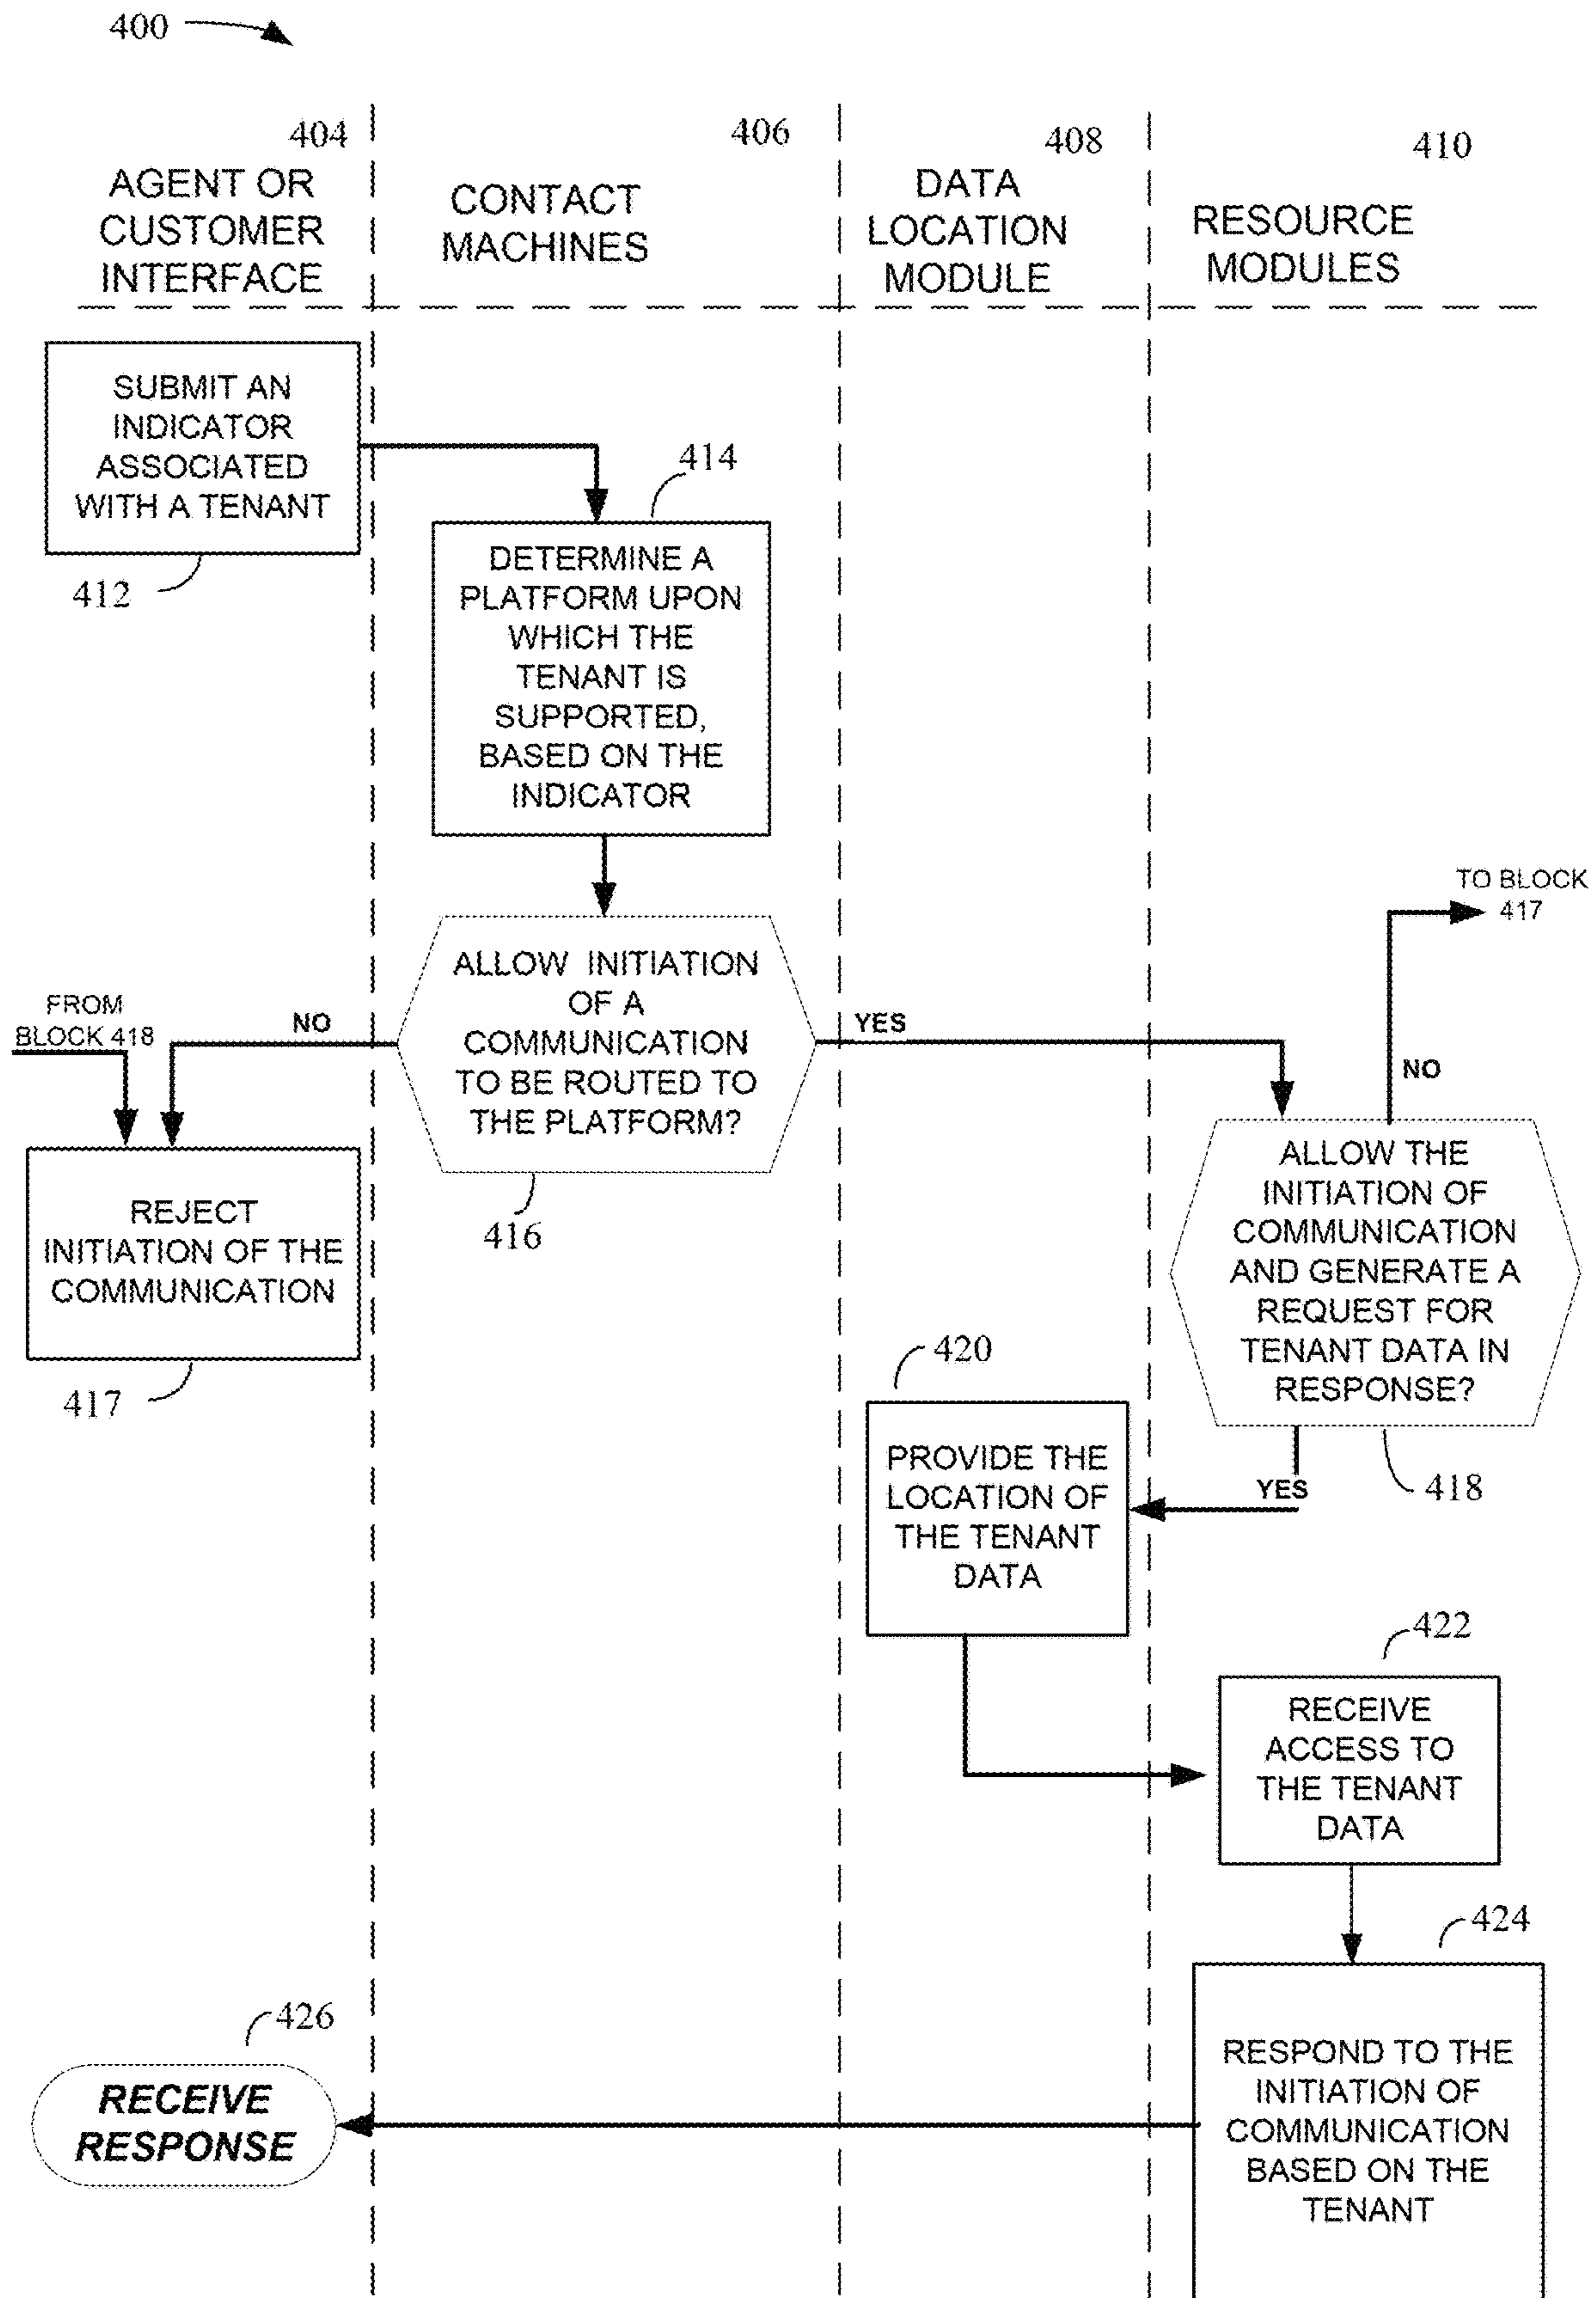 400
404
AGENT OR
CUSTOMER
INTERFACE
406
CONTACT
MACHINES
408
DATA
LOCATION
MODULE
410
RESOURCE
MODULES
SUBMIT AN
INDICATOR
ASSOCIATED
WITH A TENANT
412
414
DETERMINE A
PLATFORM UPON
WHICH THE
TENANT IS
SUPPORTED,
BASED ON THE
INDICATOR
TO BLOCK
417
ALLOW INITIATION
OF A
COMMUNICATION
TO BE ROUTED TO
THE PLATFORM?
416
FROM
BLOCK 418
NO
YES
NO
REJECT
INITIATION OF THE
COMMUNICATION
417
ALLOW THE
INITIATION OF
COMMUNICATION
AND GENERATE A
REQUEST FOR
TENANT DATA IN
RESPONSE?
418
YES
420
PROVIDE THE
LOCATION OF
THE TENANT
DATA
422
RECEIVE
ACCESS TO
THE TENANT
DATA
424
RESPOND TO THE
INITIATION OF
COMMUNICATION
BASED ON THE
TENANT
426
RECEIVE
RESPONSE